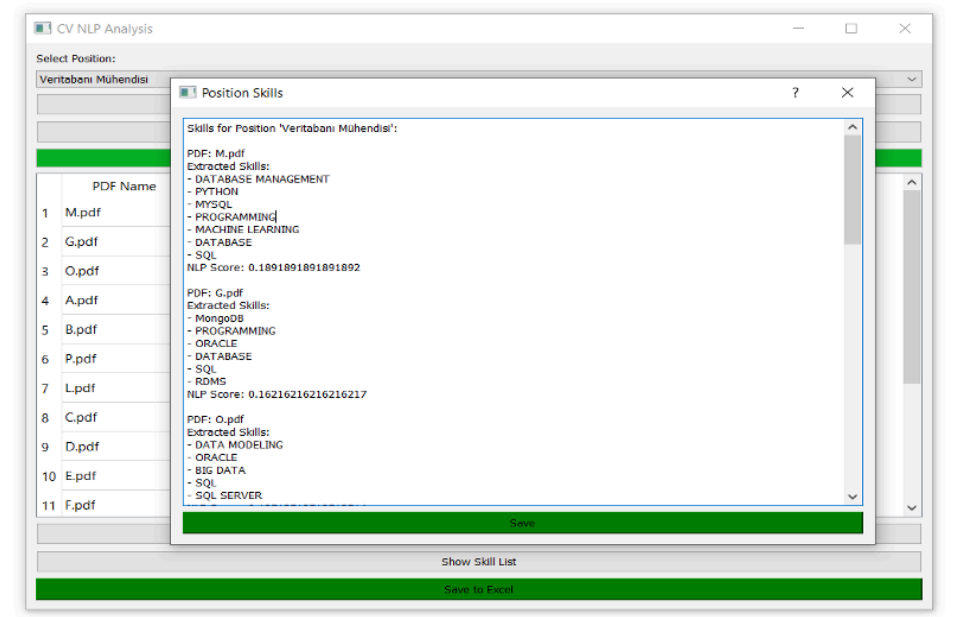 CV NLP Analysis
Select Position:
Veritabanı Mühendisi
Position Skills
?
Skills for Position 'Veritabanı Mühendisi':
PDF: M.pdf
Extracted Skills:
- DATABASE MANAGEMENT
- PYTHON
- MYSQL
- PROGRAMMING
- MACHINE LEARNING
- DATABASE
- SQL
NLP Score: 0.1891891891891892
PDF: G.pdf
Extracted Skills:
- MongoDB
- PROGRAMMING
- ORACLE
- DATABASE
- SQL
- RDMS
NLP Score: 0.16216216216216217
PDF: O.pdf
Extracted Skills:
- DATA MODELING
- ORACLE
- BIG DATA
- SQL
- SQL SERVER
Save
PDF Name
1 M.pdf
2 G.pdf
3 O.pdf
4 A.pdf
5 B.pdf
6 P.pdf
7 L.pdf
8 C.pdf
9 D.pdf
10 E.pdf
11 F.pdf
Show Skill List
Save to Excel